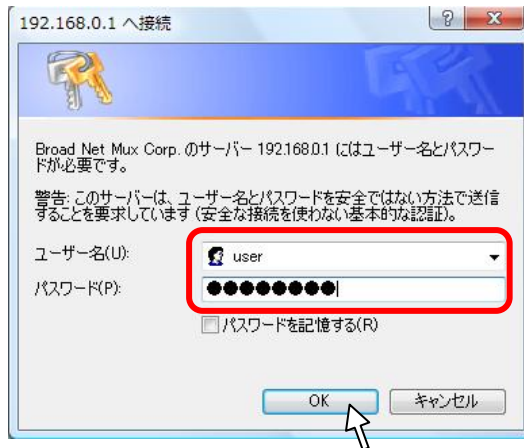 192.168.0.1 へ接続
Broad Net Mux Corp. のサーバー 192.168.0.1 にはユーザー名とパスワー
ドが必要です。
警告: このサーバーは、ユーザー名とパスワードを安全ではない方法で送信
することを要求しています (安全な接続を使わない基本的な認証)。
ユーザー名(U):
user
パスワード(P):
●●●●●●●●
パスワードを記憶する(R)
OK
キャンセル